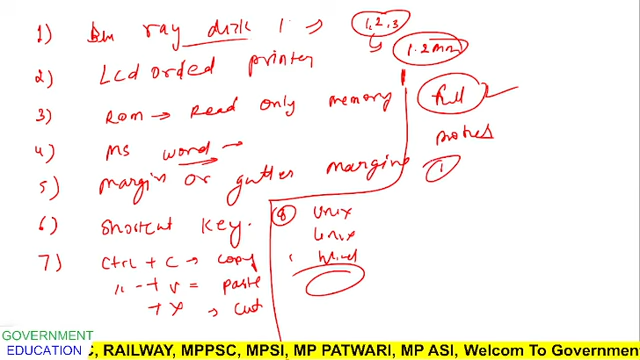 1) Blu ray disk 1 → 1,2,3
1.2mm
2) Lcd orded printer
3) Rom → Read Only memory
full
notes
1
4) MS word →
5) margin or gutter margin
6) Shortcut key.
7) Ctrl + C → copy
" + v = paste
+ x → cut
8 Unix
Linux
GOVERNMENT
EDUCATION
C, RAILWAY, MPPSC, MPSI, MP PATWARI, MP ASI, Welcom To Governmen